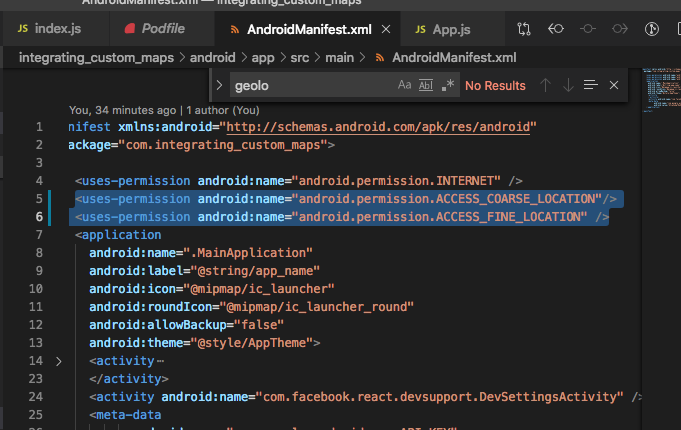 AndroidManifest.xml — integrating_custom_maps
JS index.js Podfile AndroidManifest.xml JS App.js
integrating_custom_maps > android > app > src > main > AndroidManifest.xml
geolo Aa Abl .* No Results
You, 34 minutes ago | 1 author (You)
1 nifest xmlns:android="http://schemas.android.com/apk/res/android"
2 ackage="com.integrating_custom_maps">
3
4 <uses-permission android:name="android.permission.INTERNET" />
5 <uses-permission android:name="android.permission.ACCESS_COARSE_LOCATION"/>
6 <uses-permission android:name="android.permission.ACCESS_FINE_LOCATION" />
7 <application
8 android:name=".MainApplication"
9 android:label="@string/app_name"
10 android:icon="@mipmap/ic_launcher"
11 android:roundIcon="@mipmap/ic_launcher_round"
12 android:allowBackup="false"
13 android:theme="@style/AppTheme">
14 <activity…
23 </activity>
24 <activity android:name="com.facebook.react.devsupport.DevSettingsActivity" />
25 <meta-data